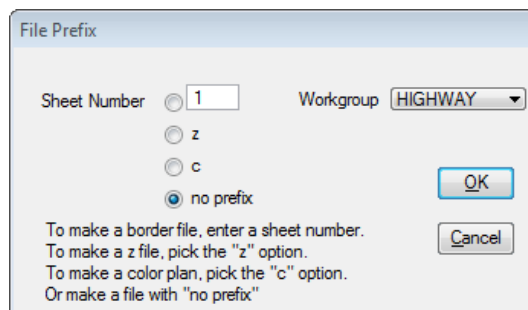 File Prefix
Sheet Number 1 Workgroup HIGHWAY
z
c
no prefix
OK
To make a border file, enter a sheet number.
To make a z file, pick the "z" option.
Cancel
To make a color plan, pick the "c" option.
Or make a file with "no prefix"